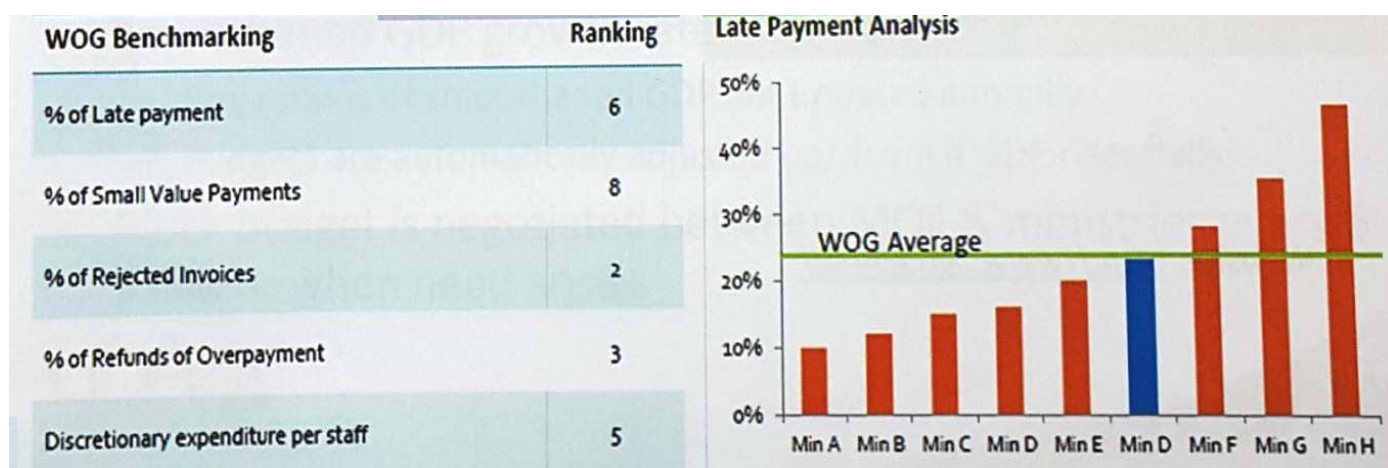 WOG Benchmarking Ranking
% of Late payment 6
% of Small Value Payments 8
% of Rejected Invoices 2
% of Refunds of Overpayment 3
Discretionary expenditure per staff 5
Late Payment Analysis
50%
40%
30%
20%
10%
0%
WOG Average
Min A Min B Min C Min D Min E Min D Min F Min G Min H